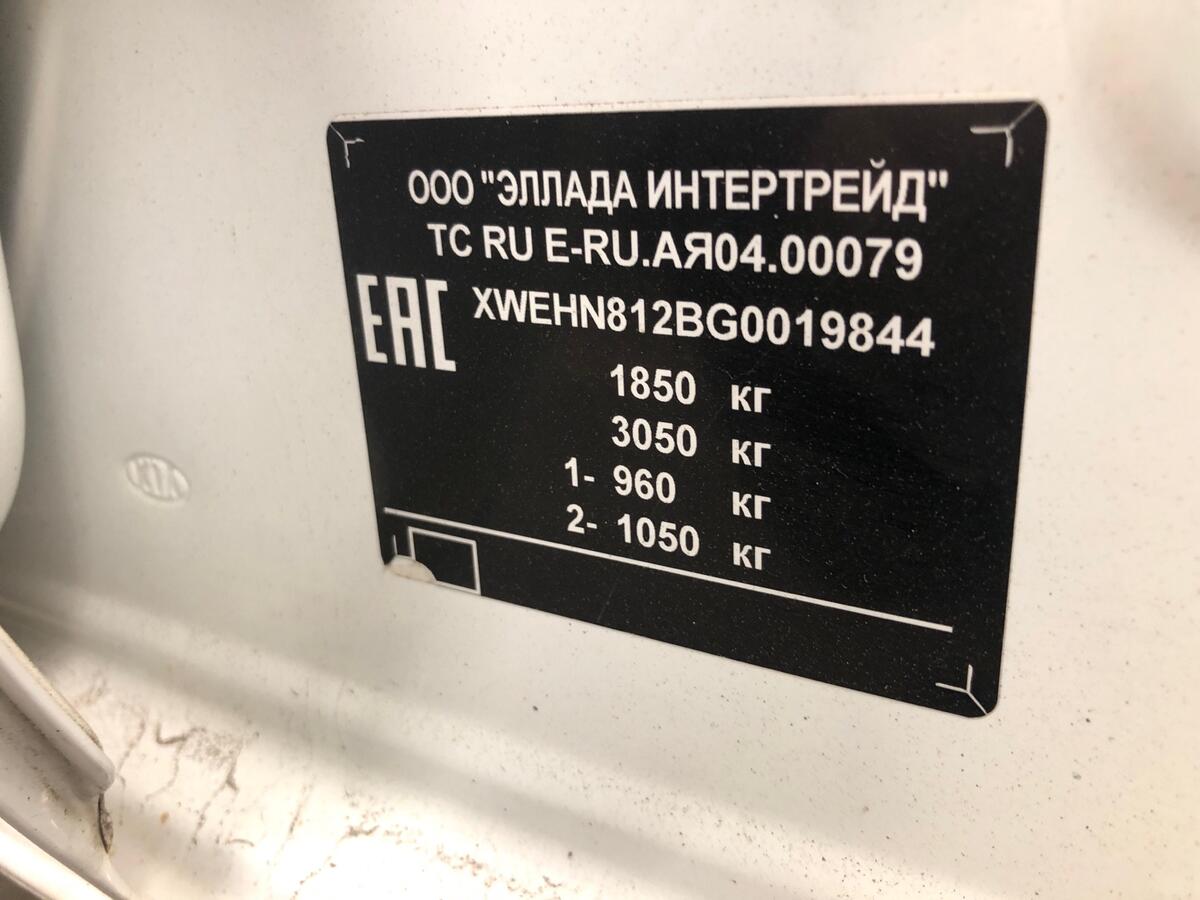 ООО "ЭЛЛАДА ИНТЕРТРЕЙД"
ТС RU E-RU.АЯ04.00079
EAC
XWEHN812BG0019844
1850 кг
3050 кг
1- 960 кг
2- 1050 кг
KIA